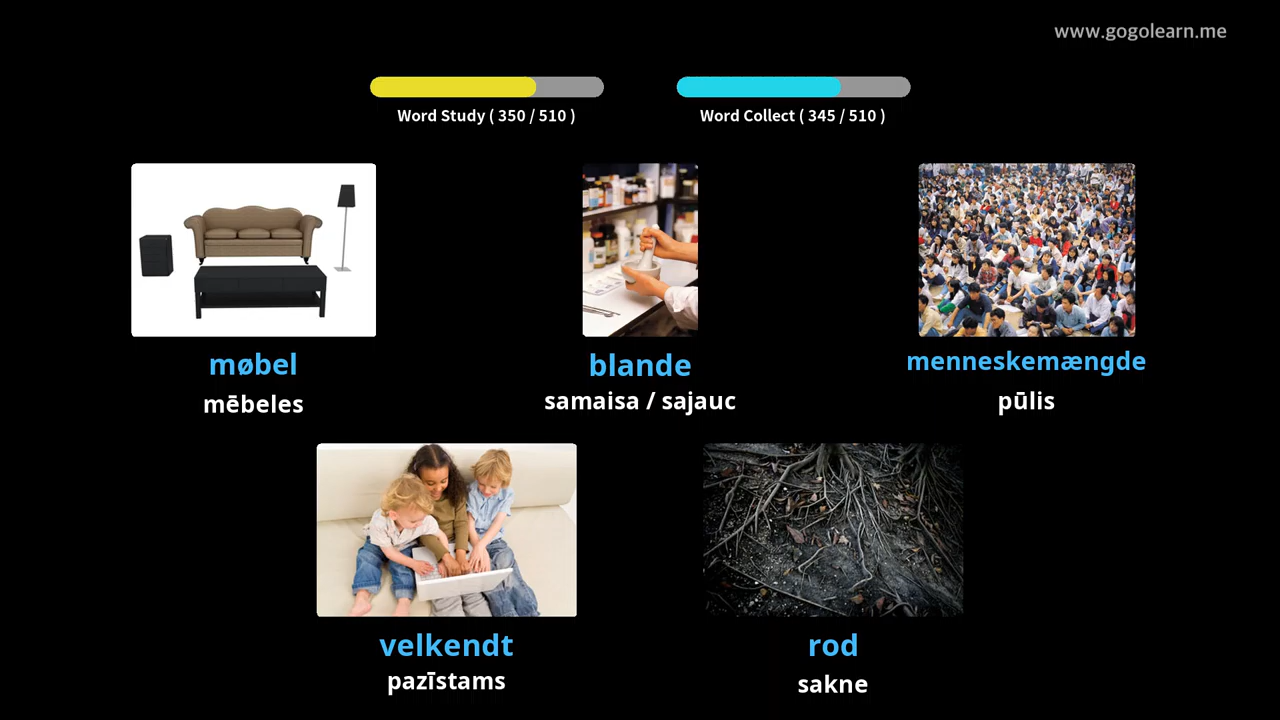 www.gogolearn.me
Word Study ( 350 / 510 )
Word Collect ( 345 / 510 )
møbel
mēbeles
blande
samaisa / sajauc
menneskemængde
pūlis
velkendt
pazīstams
rod
sakne